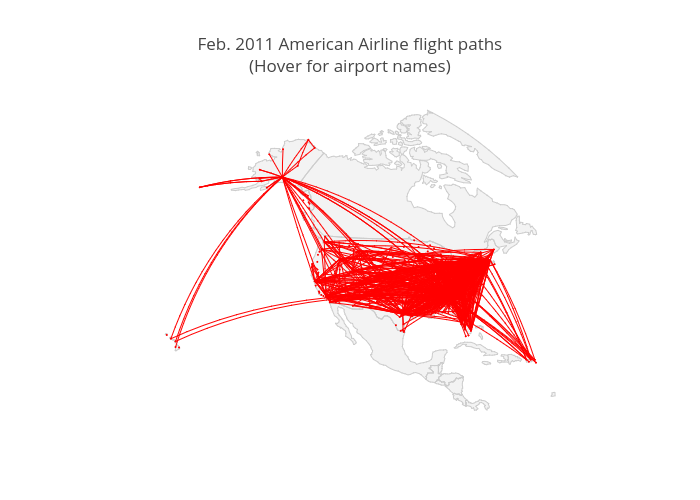 Feb. 2011 American Airline flight paths
(Hover for airport names)